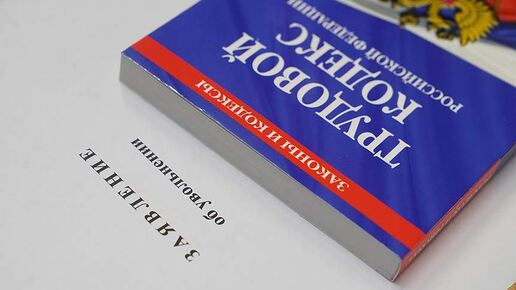 ТРУДОВОЙ
КОДЕКС
РОССИЙСКОЙ ФЕДЕРАЦИИ
ЗАКОНЫ И КОДЕКСЫ
ЗАЯВЛЕНИЕ
об увольнении